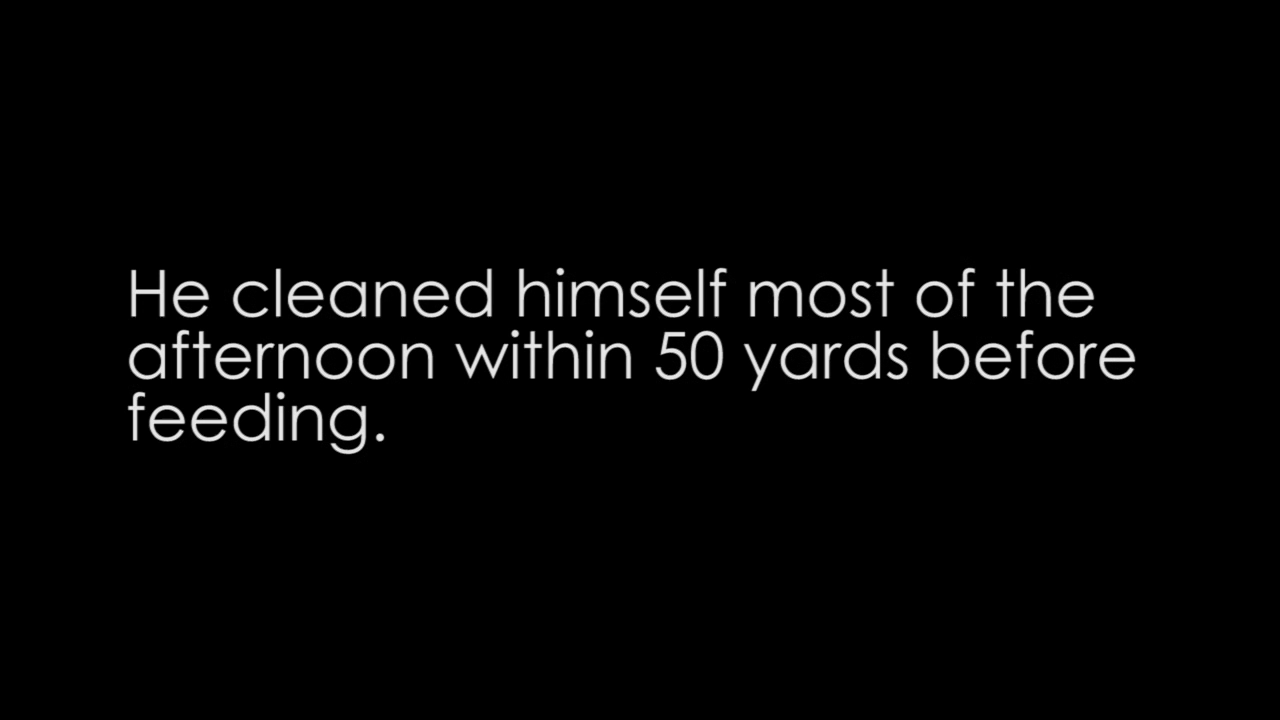 He cleaned himself most of the
afternoon within 50 yards before
feeding.